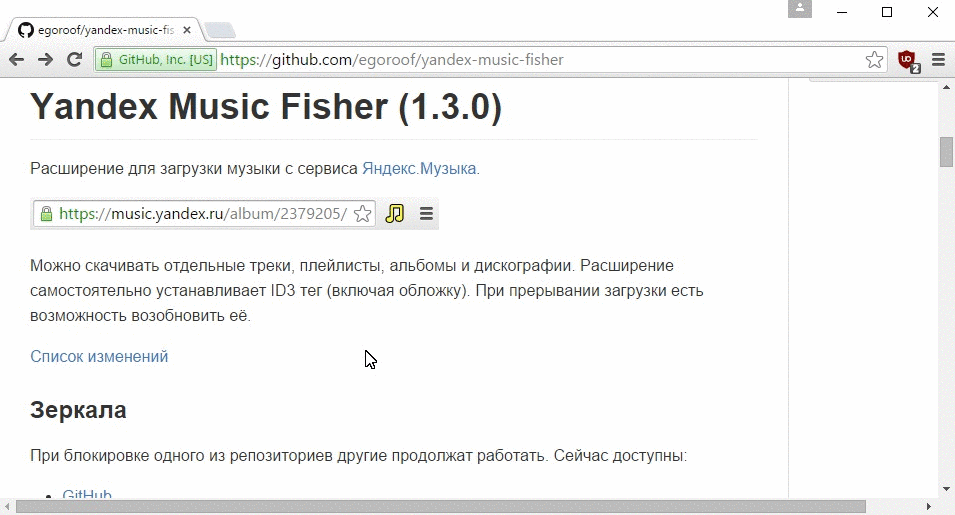 egoroof/yandex-music-fis
GitHub, Inc. [US] https://github.com/egoroof/yandex-music-fisher
2
Yandex Music Fisher (1.3.0)
Расширение для загрузки музыки с сервиса Яндекс.Музыка.
https://music.yandex.ru/album/2379205/
Можно скачивать отдельные треки, плейлисты, альбомы и дискографии. Расширение
самостоятельно устанавливает ID3 тег (включая обложку). При прерывании загрузки есть
возможность возобновить её.
Список изменений
Зеркала
При блокировке одного из репозиториев другие продолжат работать. Сейчас доступны:
GitHub